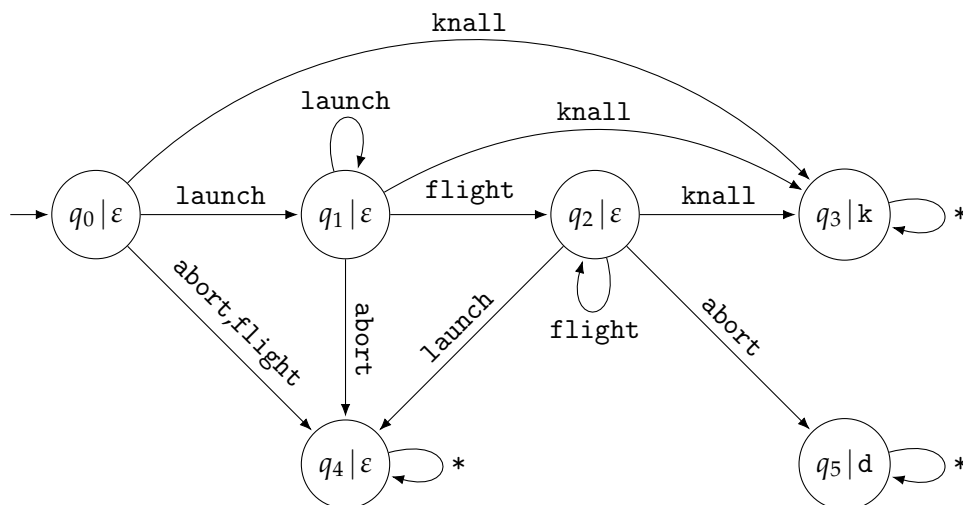 knall
launch
knall
launch
flight
knall
q₀|ε
q₁|ε
q₂|ε
q₃|k
*
abort,flight
abort
launch
flight
abort
q₄|ε
*
q₅|d
*